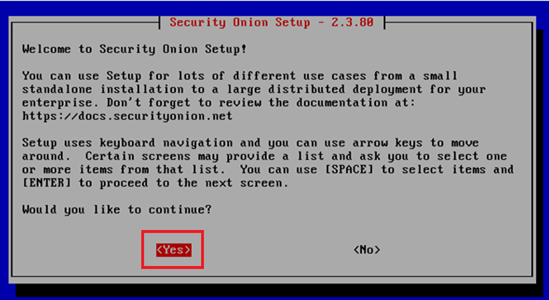 Security Onion Setup - 2.3.80
Welcome to Security Onion Setup!
You can use Setup for lots of different use cases from a small
standalone installation to a large distributed deployment for your
enterprise. Don't forget to review the documentation at:
https://docs.securityonion.net
Setup uses keyboard navigation and you can use arrow keys to move
around. Certain screens may provide a list and ask you to select one
or more items from that list. You can use [SPACE] to select items and
[ENTER] to proceed to the next screen.
Would you like to continue?
<Yes> <No>